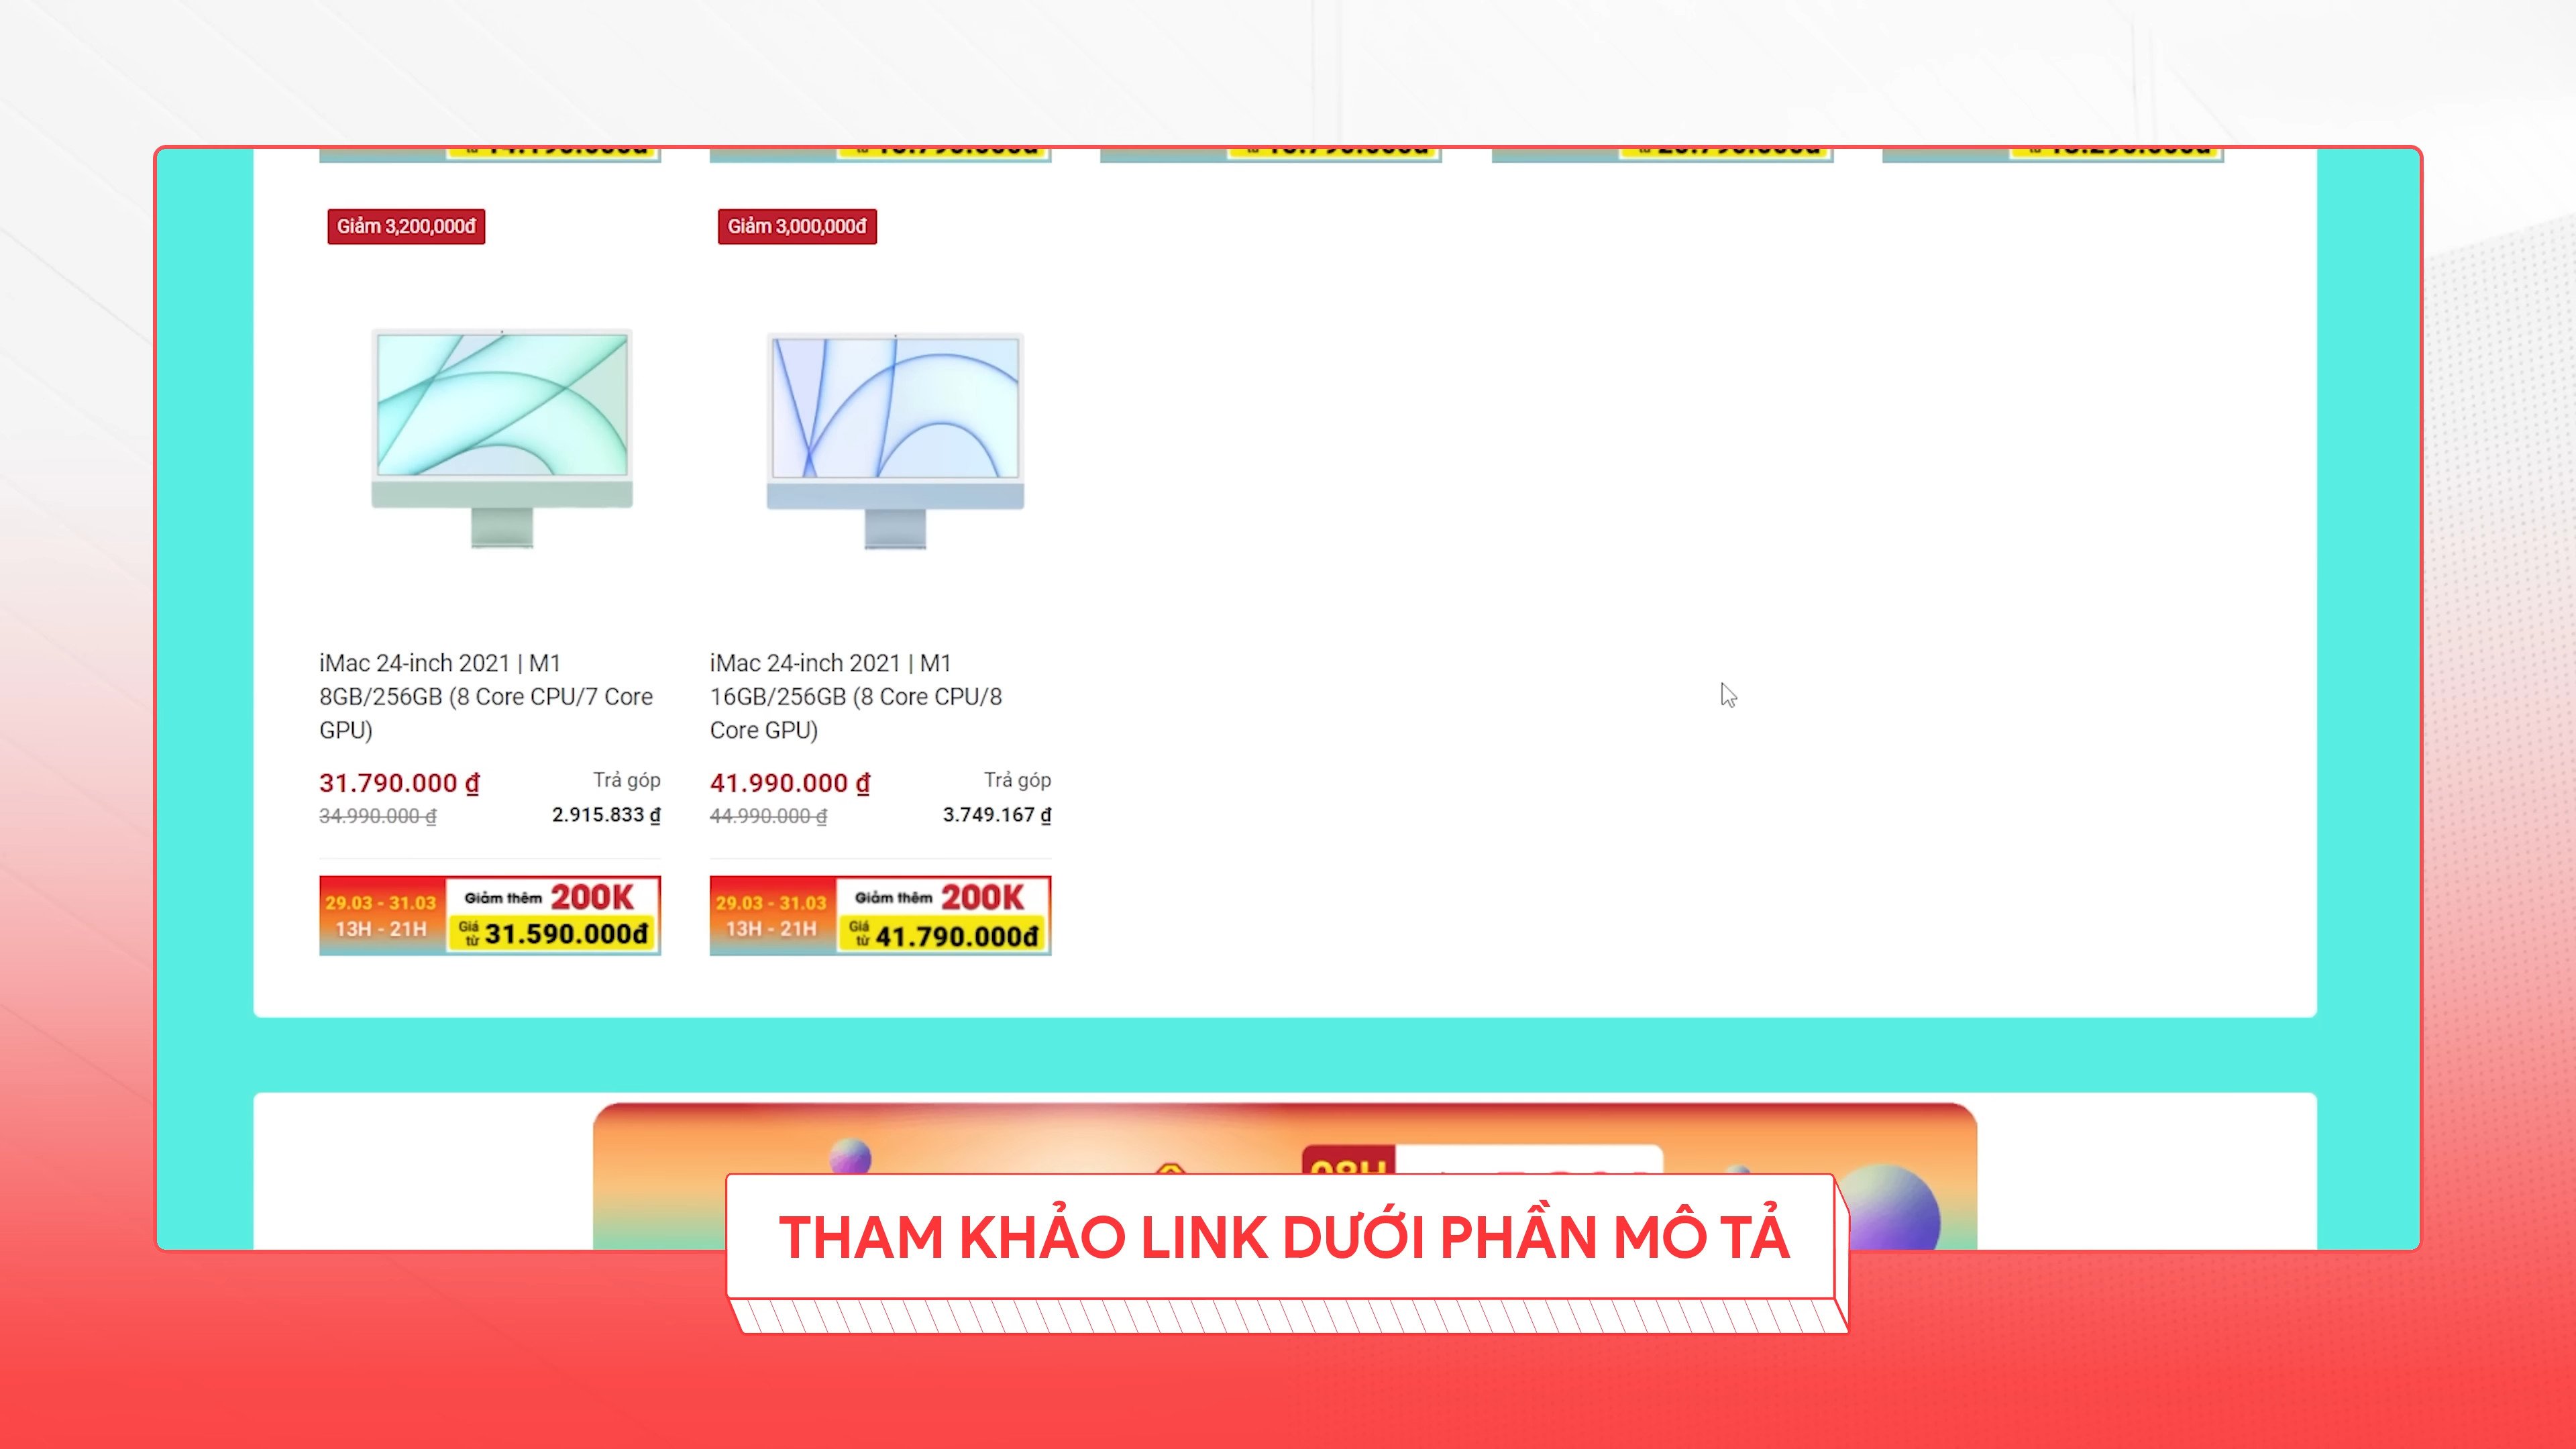 Giảm 3,200,000đ
Giảm 3,000,000đ
iMac 24-inch 2021 | M1
8GB/256GB (8 Core CPU/7 Core
GPU)
31.790.000 ₫
Trả góp
34.990.000 ₫
2.915.833 ₫
29.03 - 31.03
13H - 21H
Giảm thêm 200K
Giá từ 31.590.000đ
iMac 24-inch 2021 | M1
16GB/256GB (8 Core CPU/8
Core GPU)
41.990.000 ₫
Trả góp
44.990.000 ₫
3.749.167 ₫
29.03 - 31.03
13H - 21H
Giảm thêm 200K
Giá từ 41.790.000đ
THAM KHẢO LINK DƯỚI PHẦN MÔ TẢ